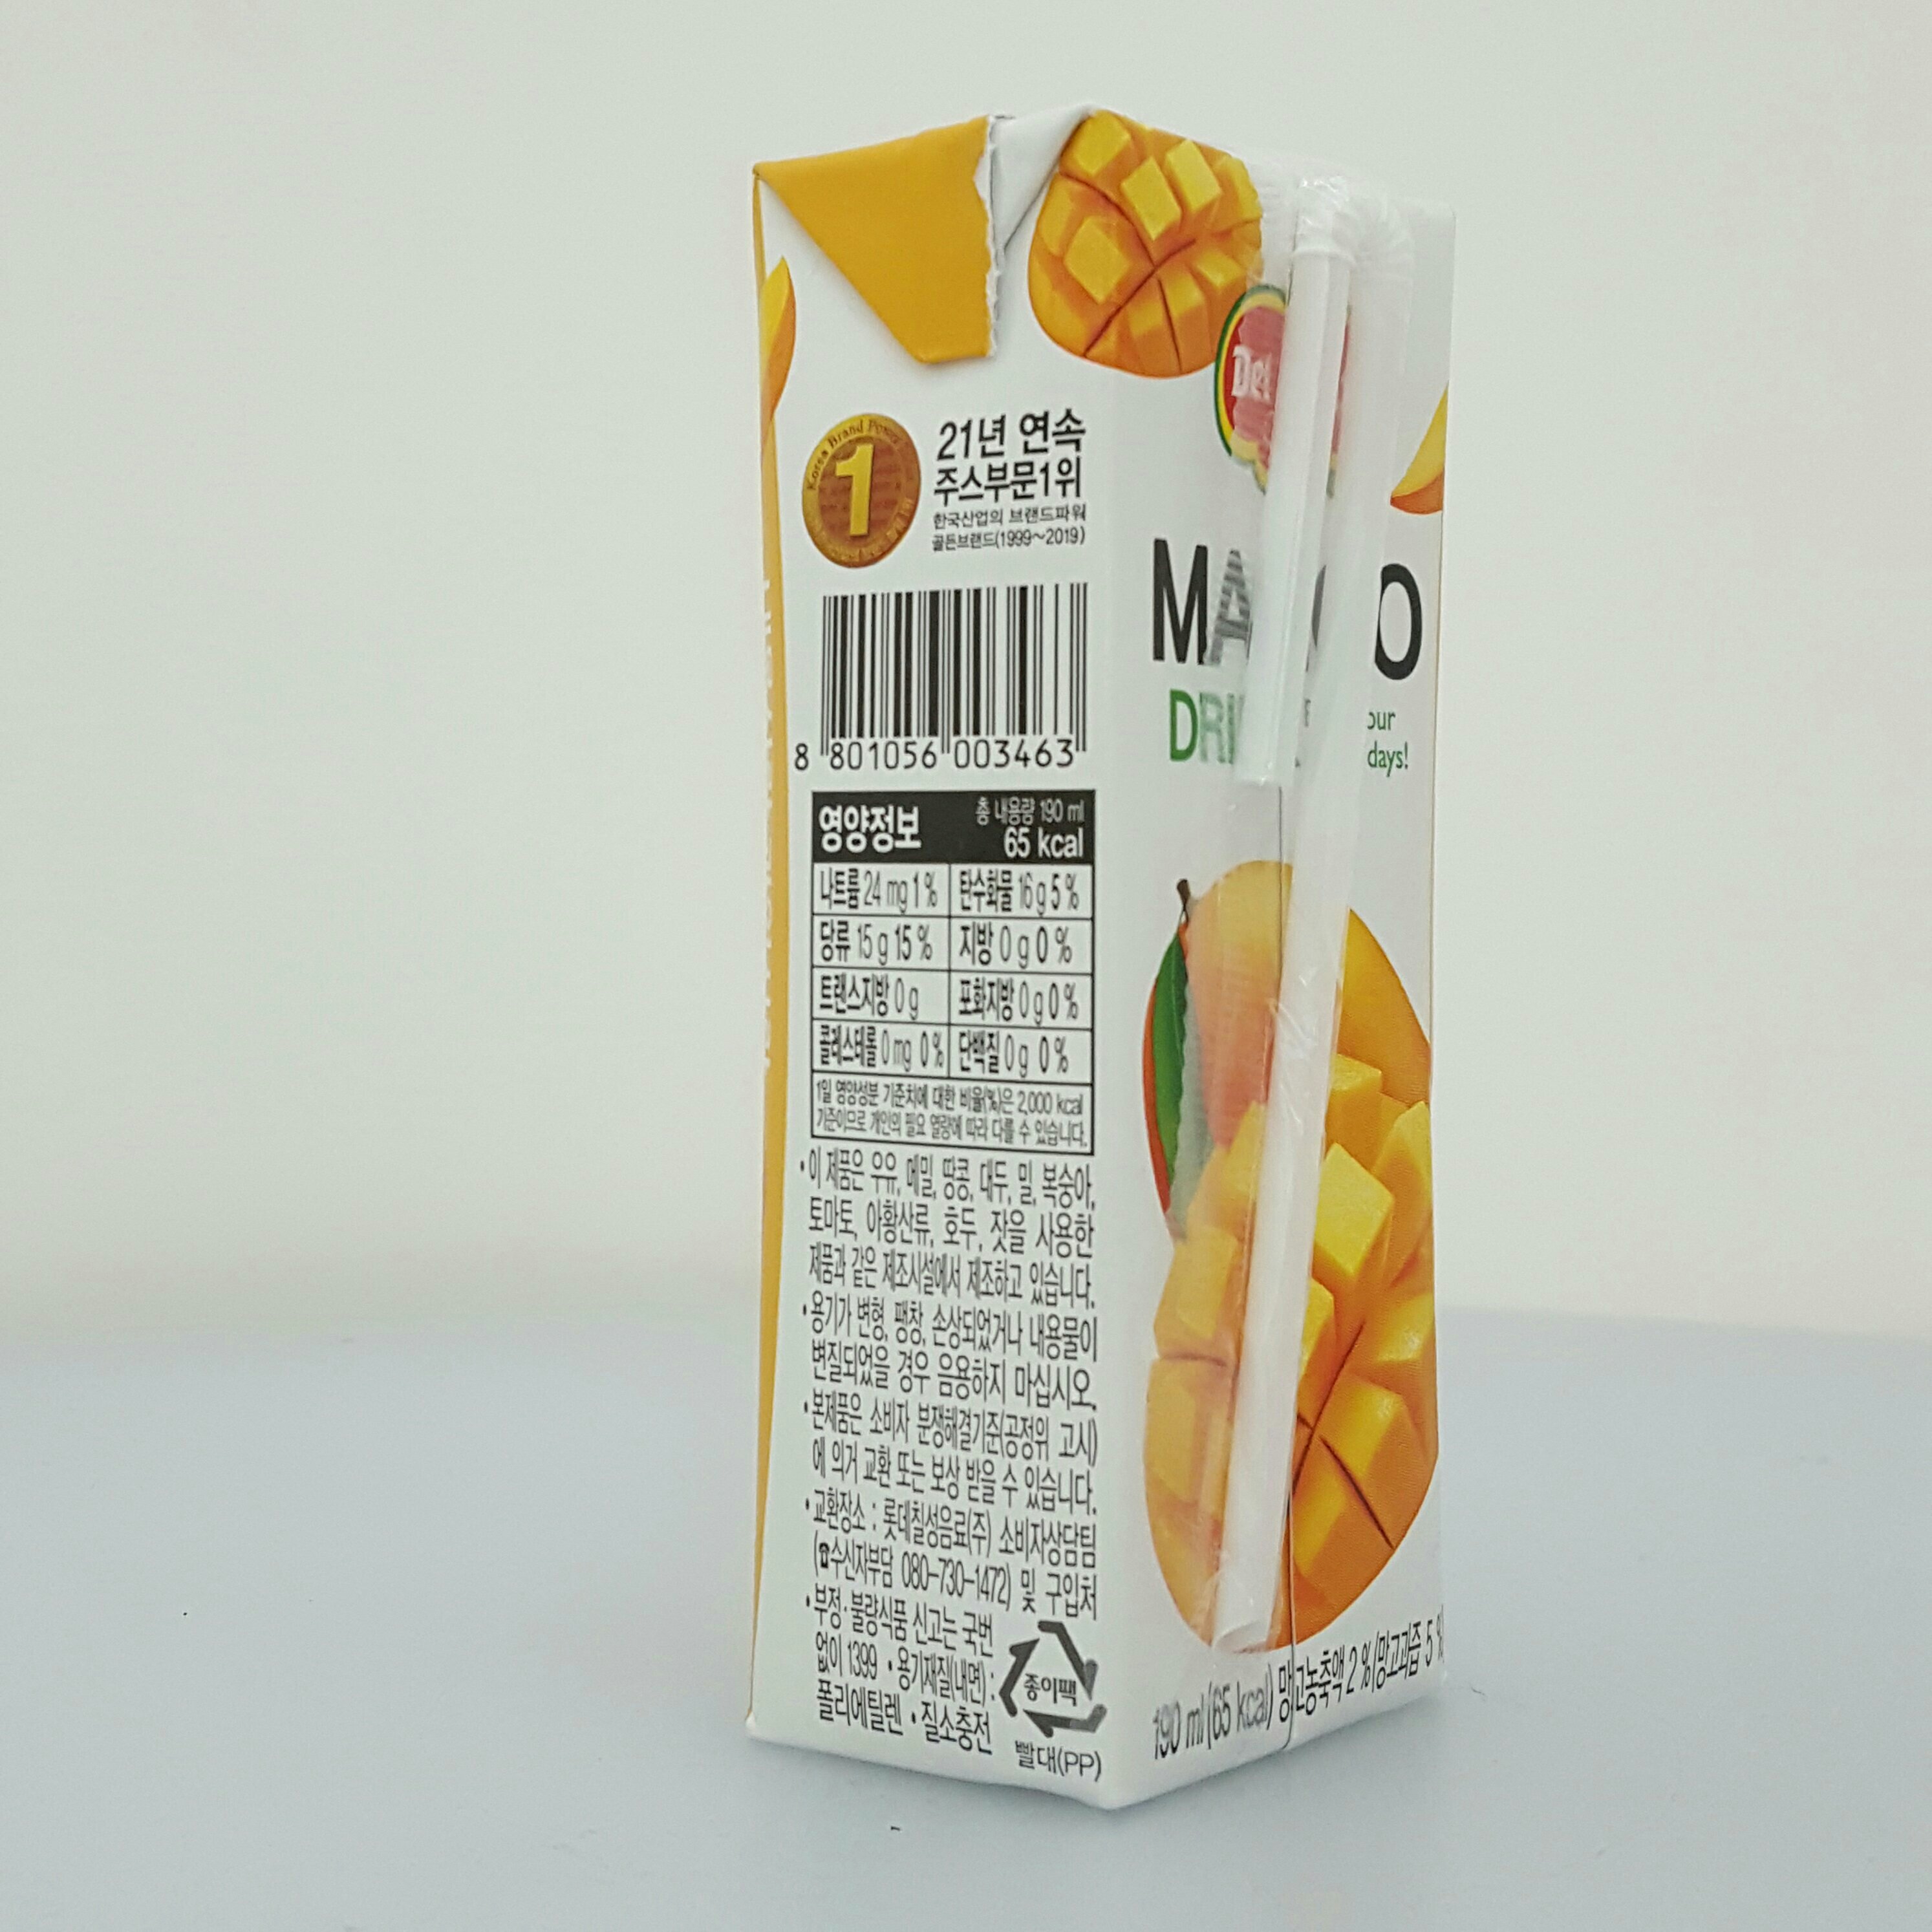 Korea Brand Power
1
21년 연속
주스부문1위
한국산업의 브랜드파워
골든브랜드(1999~2019)
8 801056 003463
영양정보
총 내용량 190 ml
65 kcal
나트륨 24 mg 1 % 탄수화물 16 g 5 %
당류 15 g 15 % 지방 0 g 0 %
트랜스지방 0 g 포화지방 0 g 0 %
콜레스테롤 0 mg 0 % 단백질 0 g 0 %
1일 영양성분 기준치에 대한 비율(%)은 2,000 kcal
기준이므로 개인의 필요 열량에 따라 다를 수 있습니다.
•이 제품은 우유, 메밀, 땅콩, 대두, 밀, 복숭아,
토마토, 아황산류, 호두, 잣을 사용한
제품과 같은 제조시설에서 제조하고 있습니다.
•용기가 변형, 팽창, 손상되었거나 내용물이
변질되었을 경우 음용하지 마십시오.
•본제품은 소비자 분쟁해결기준(공정위 고시)
에 의거 교환 또는 보상 받을 수 있습니다.
•교환장소 : 롯데칠성음료(주) 소비자상담팀
(☎수신자부담 080-730-1472) 및 구입처
•부정·불량식품 신고는 국번
없이 1399 •용기재질(내면) :
폴리에틸렌 •질소충전
종이팩
빨대(PP)
Del
MA GO
DRI
our
days!
190 ml (65 kcal) 망고농축액 2 % (망고과즙 5 %